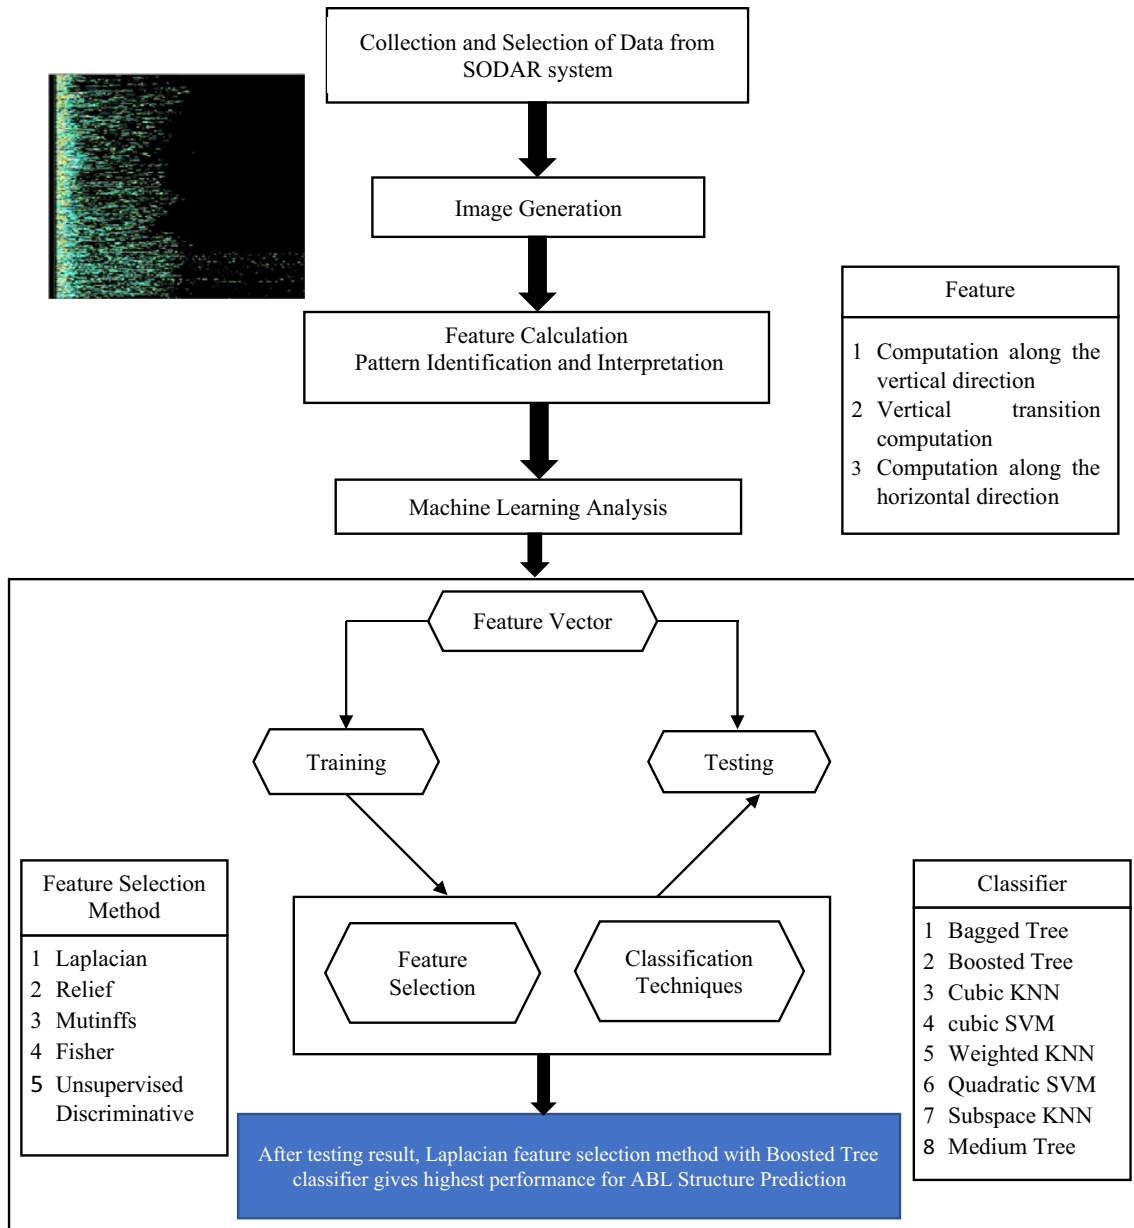 Collection and Selection of Data from
SODAR system
Image Generation
Feature Calculation
Pattern Identification and Interpretation
Feature
1 Computation along the
vertical direction
2 Vertical transition
computation
3 Computation along the
horizontal direction
Machine Learning Analysis
Feature Vector
Training
Testing
Feature Selection
Method
1 Laplacian
2 Relief
3 Mutinffs
4 Fisher
5 Unsupervised
Discriminative
Feature
Selection
Classification
Techniques
Classifier
1 Bagged Tree
2 Boosted Tree
3 Cubic KNN
4 cubic SVM
5 Weighted KNN
6 Quadratic SVM
7 Subspace KNN
8 Medium Tree
After testing result, Laplacian feature selection method with Boosted Tree
classifier gives highest performance for ABL Structure Prediction